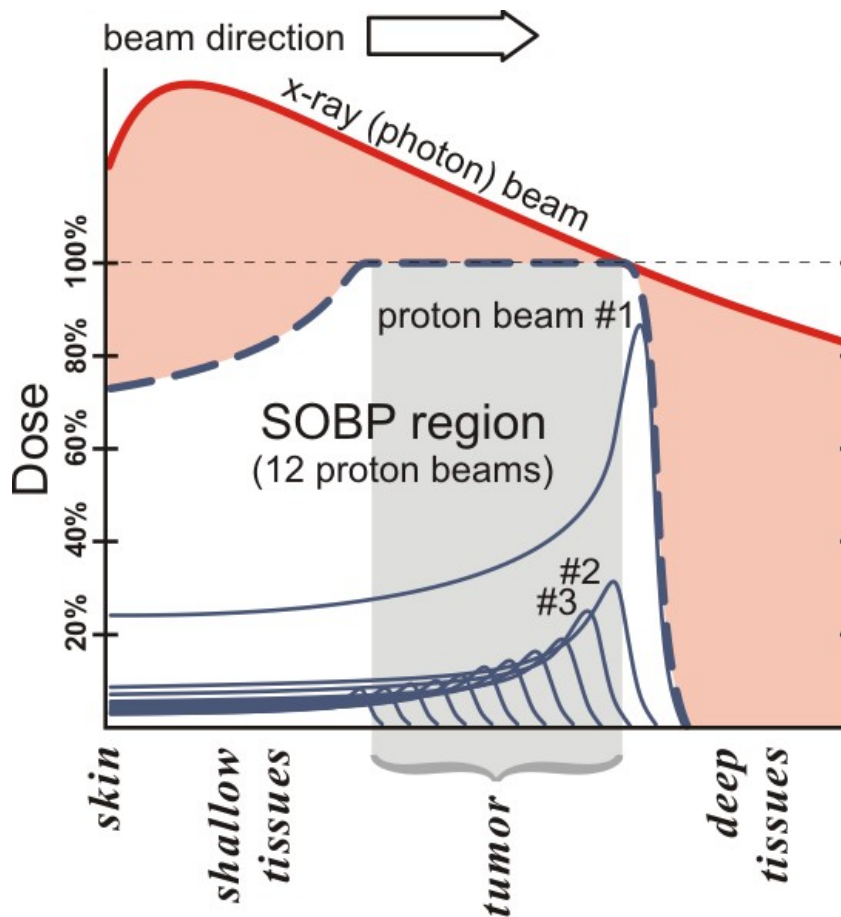 beam direction
x-ray (photon) beam
100%
80%
60%
40%
20%
Dose
proton beam #1
SOBP region
(12 proton beams)
#2
#3
skin
shallow
tissues
tumor
deep
tissues